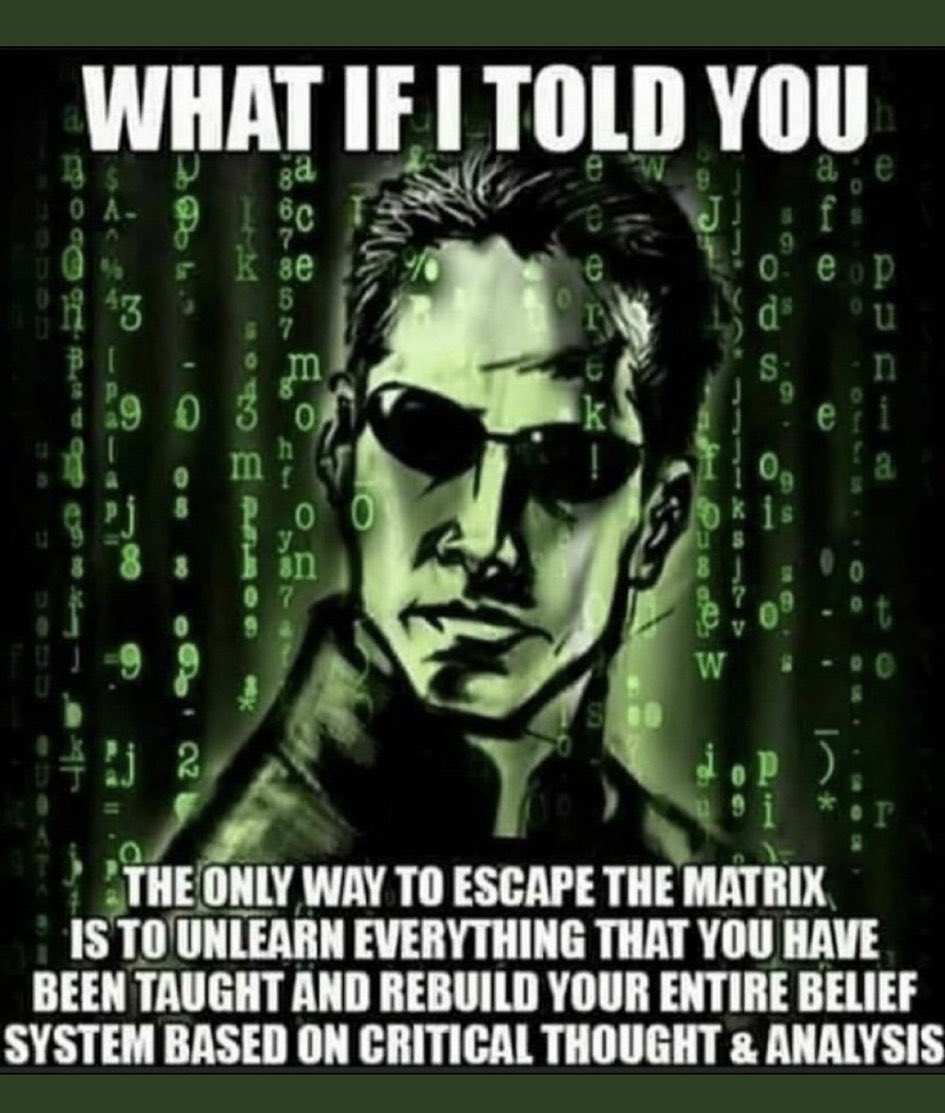 WHAT IF I TOLD YOU
THE ONLY WAY TO ESCAPE THE MATRIX
IS TO UNLEARN EVERYTHING THAT YOU HAVE
BEEN TAUGHT AND REBUILD YOUR ENTIRE BELIEF
SYSTEM BASED ON CRITICAL THOUGHT & ANALYSIS